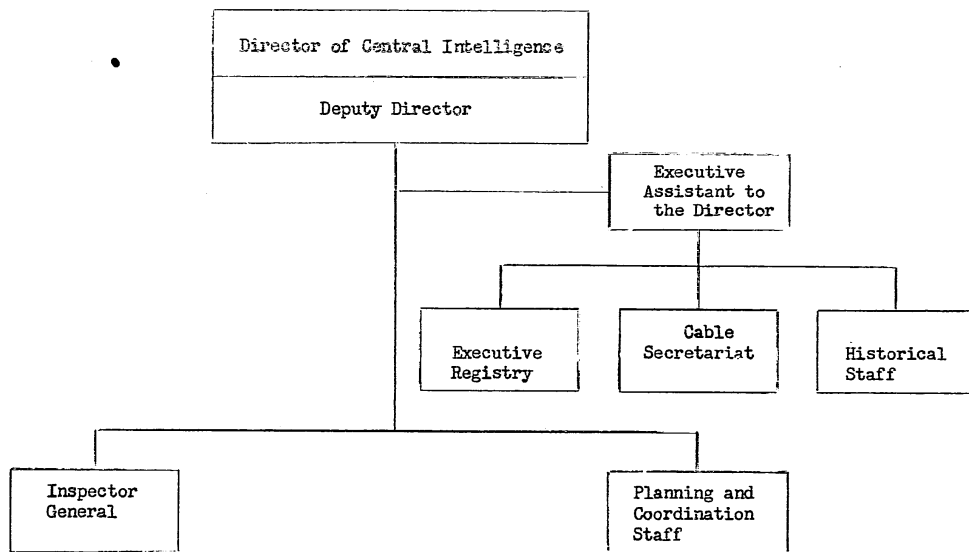 Director of Central Intelligence
Deputy Director
Executive
Assistant to
the Director
Executive
Registry
Cable
Secretariat
Historical
Staff
Inspector
General
Planning and
Coordination
Staff